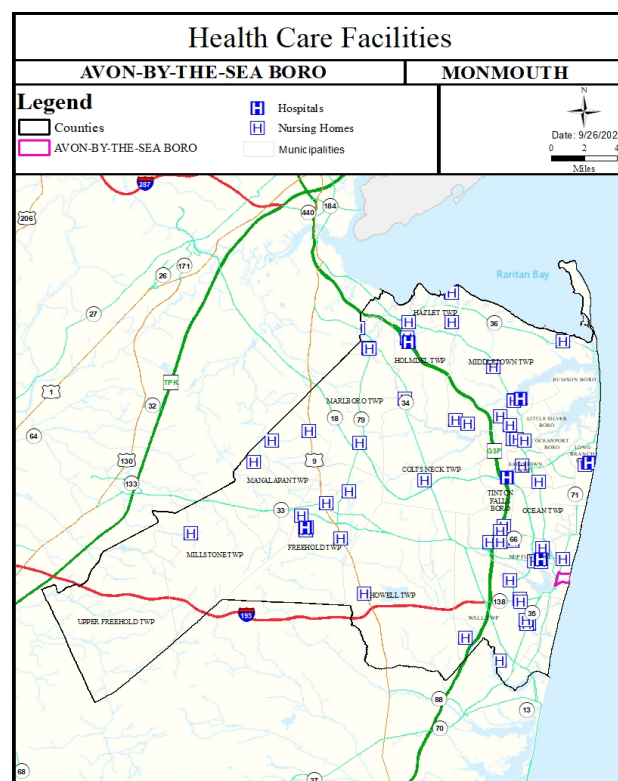 Health Care Facilities
AVON-BY-THE-SEA BORO
MONMOUTH
Legend
Counties
AVON-BY-THE-SEA BORO
H Hospitals
H Nursing Homes
Municipalities
N
Date: 9/26/202
0 2 4
Miles
287
206
440
184
171
26
Raritan Bay
27
HAZLET TWP
36
HOLMDEL TWP
MIDDLETOWN TWP
TPK
1
32
RUMSON BORO
MARLBORO TWP
34
18
79
LITTLE SILVER
BORO
64
OCEANPORT
BORO
LONG
BRANCH
GSP
130
9
133
COLTS NECK TWP
MANALAPAN TWP
TINTON
FALLS
BORO
71
33
OCEAN TWP
MILLSTONE TWP
FREEHOLD TWP
66
HOWELL TWP
138
35
195
UPPER FREEHOLD TWP
WALL TWP
88
13
70
68
37